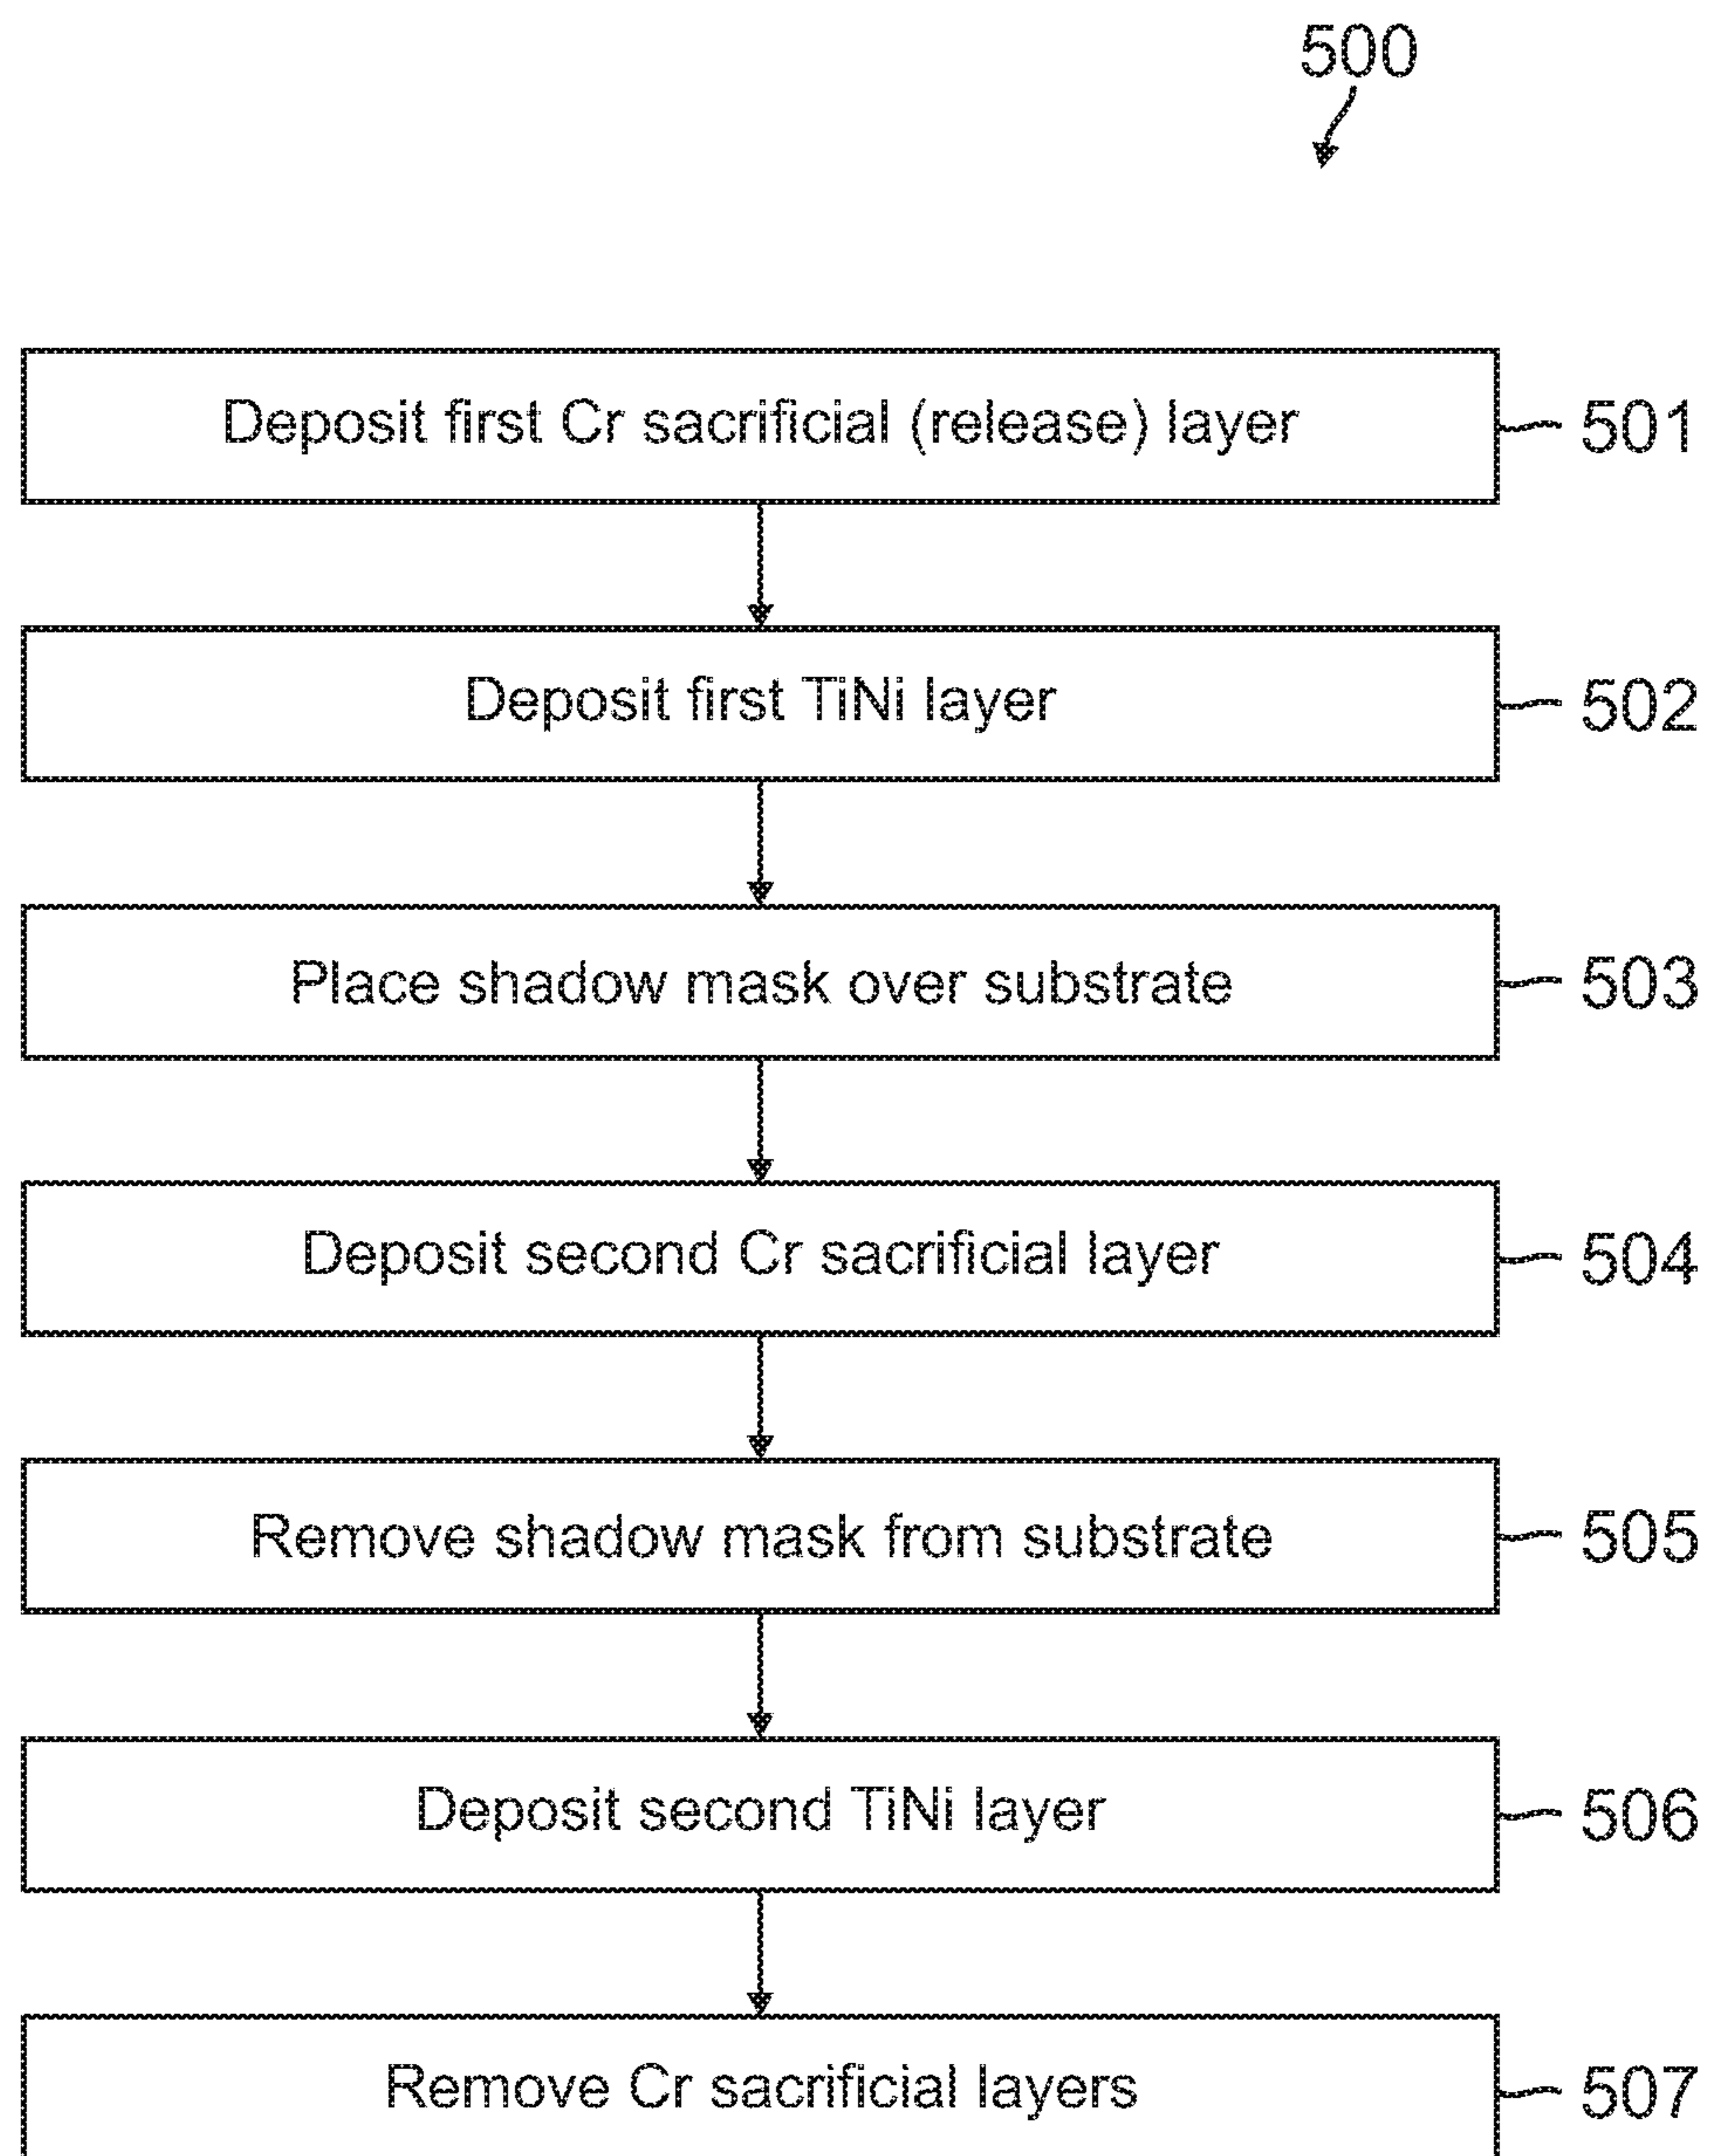 500
Deposit first Cr sacrificial (release) layer
501
Deposit first TiNi layer
502
Place shadow mask over substrate
503
Deposit second Cr sacrificial layer
504
Remove shadow mask from substrate
505
Deposit second TiNi layer
506
Remove Cr sacrificial layers
507